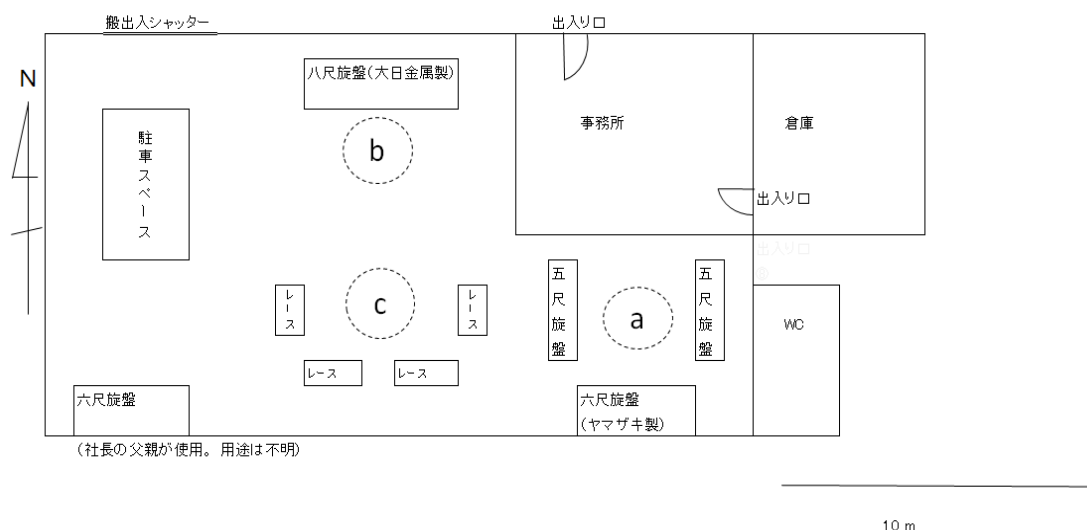 搬出入シャッター
出入り口
N
八尺旋盤(大日金属製)
駐車スペース
b
事務所
倉庫
出入り口
出入り口
五尺旋盤
五尺旋盤
レース
c
レース
a
WC
レース
レース
六尺旋盤
六尺旋盤
(ヤマザキ製)
(社長の父親が使用。用途は不明)
10 m